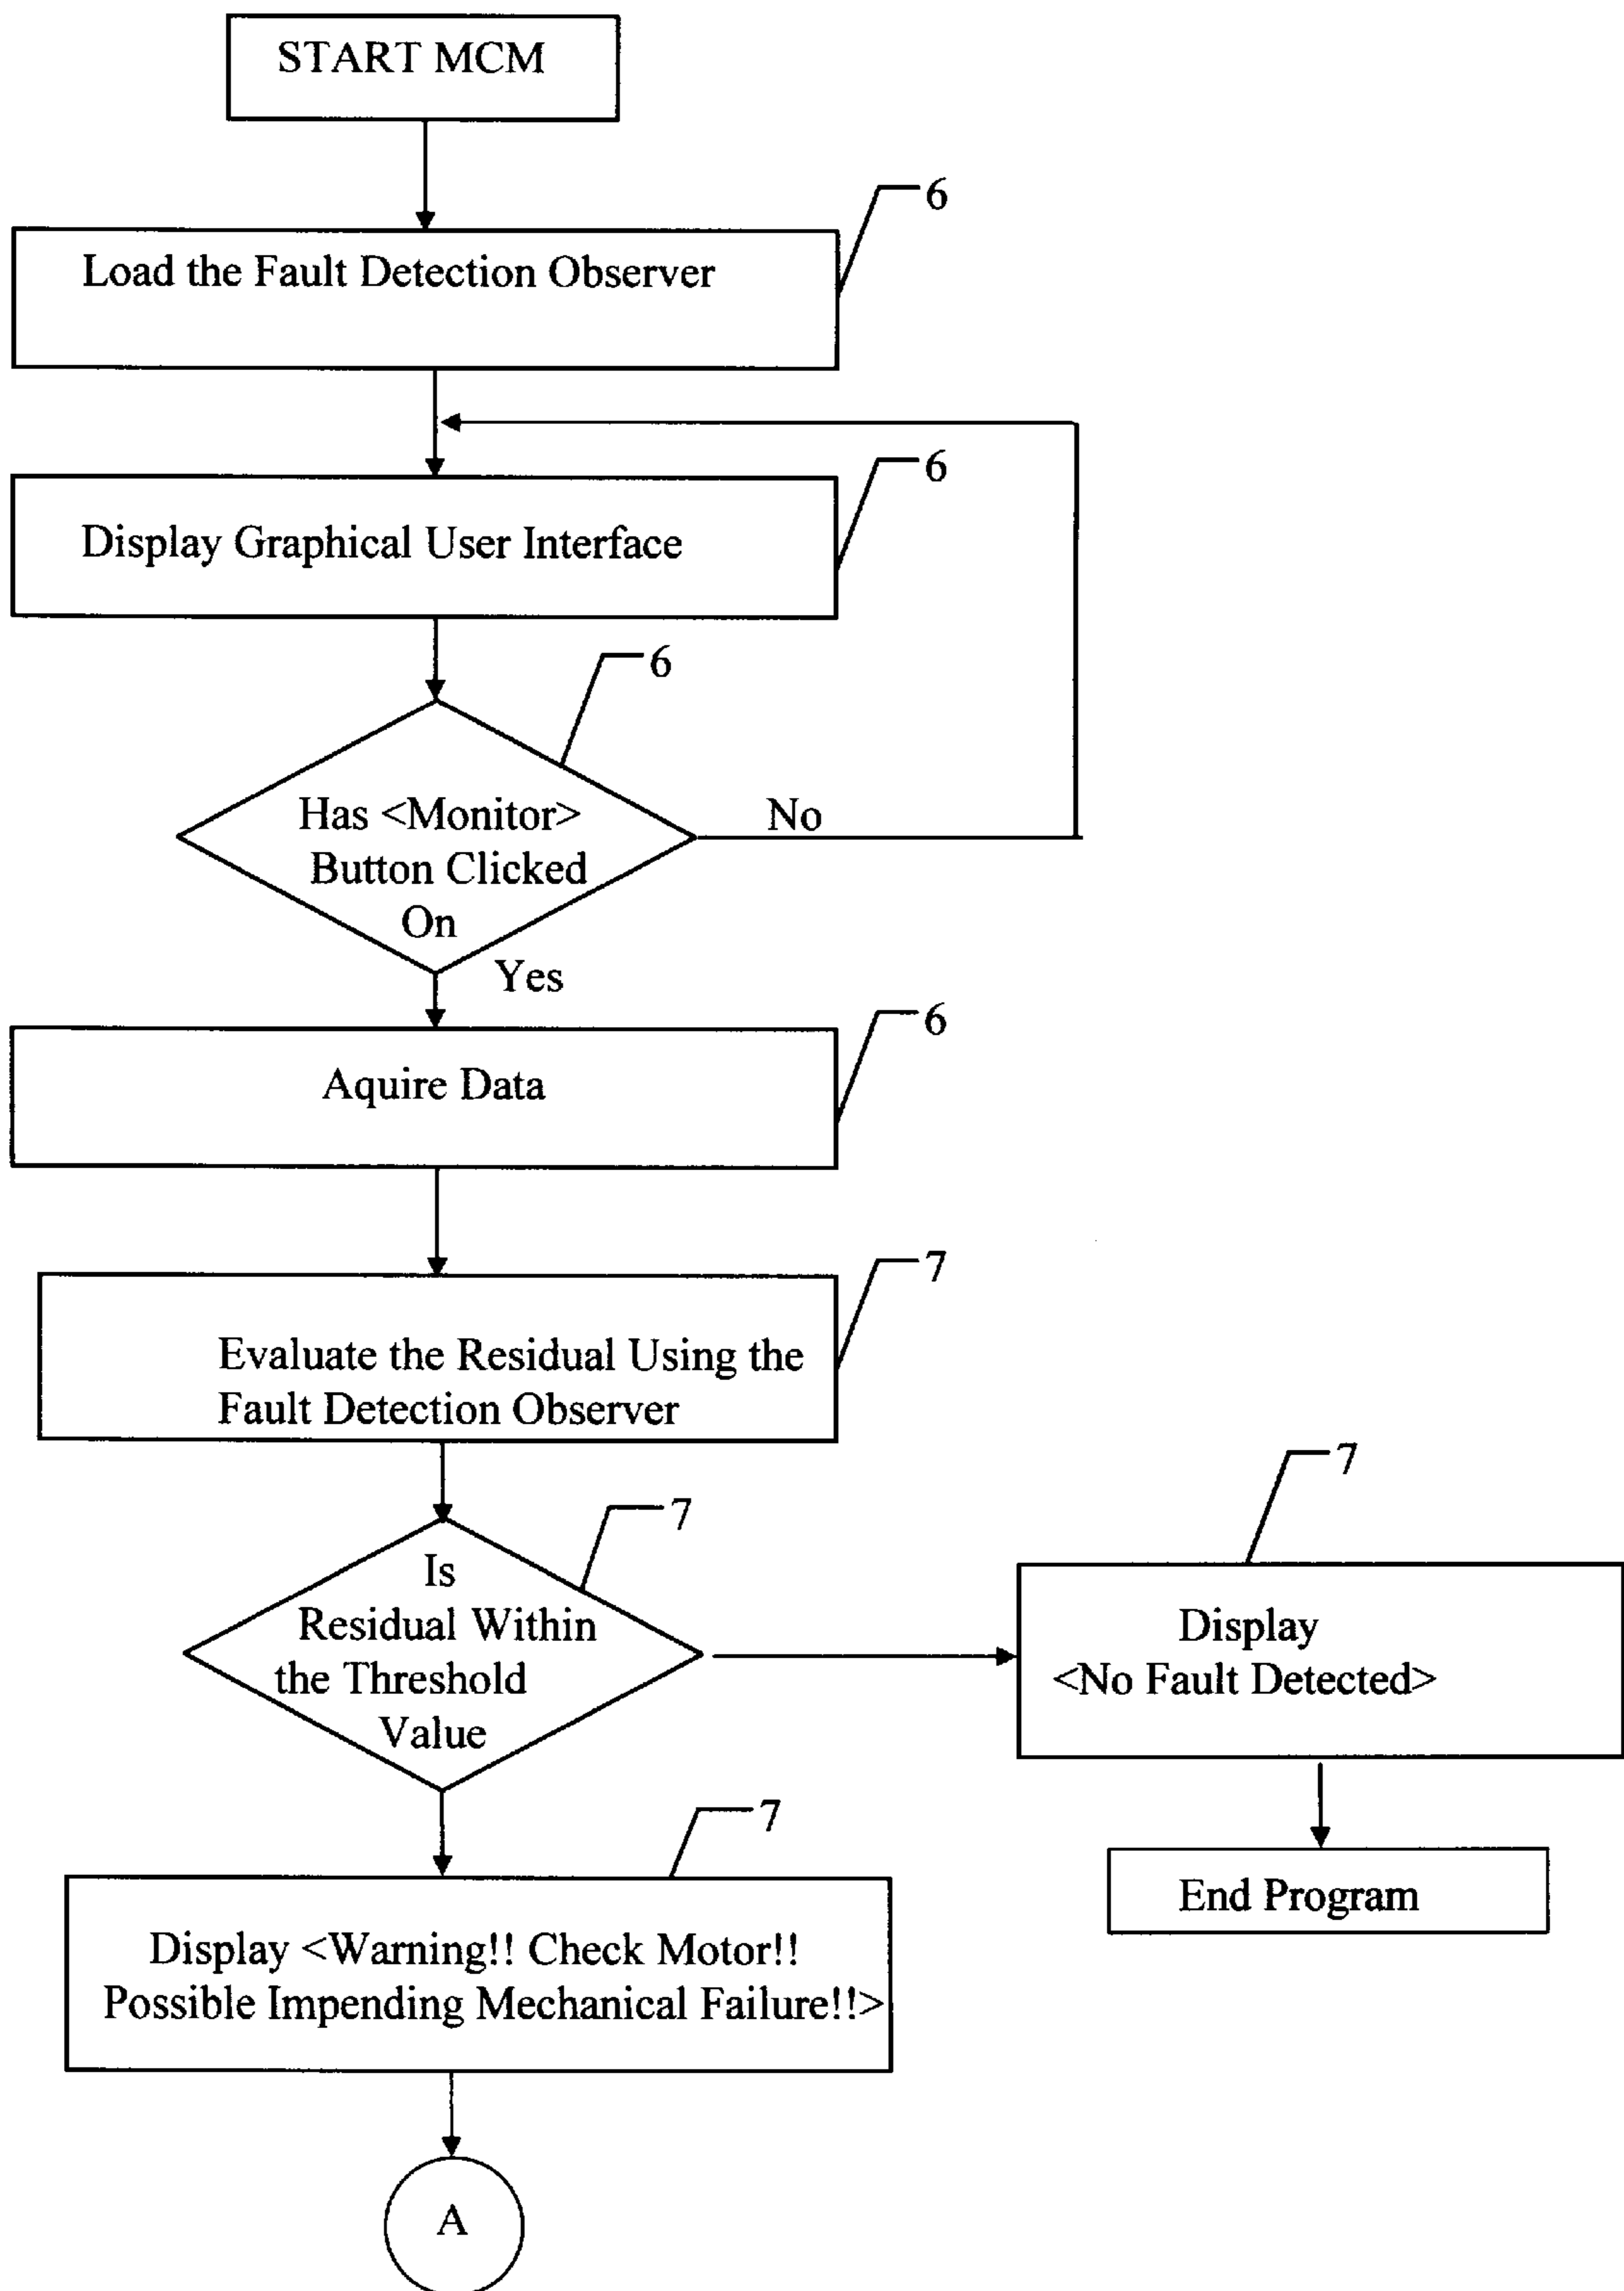 START MCM
6
Load the Fault Detection Observer
6
Display Graphical User Interface
6
Has <Monitor>
Button Clicked
On
No
Yes
6
Aquire Data
7
Evaluate the Residual Using the
Fault Detection Observer
7
Is
Residual Within
the Threshold
Value
7
Display
<No Fault Detected>
End Program
7
Display <Warning!! Check Motor!!
Possible Impending Mechanical Failure!!>
A